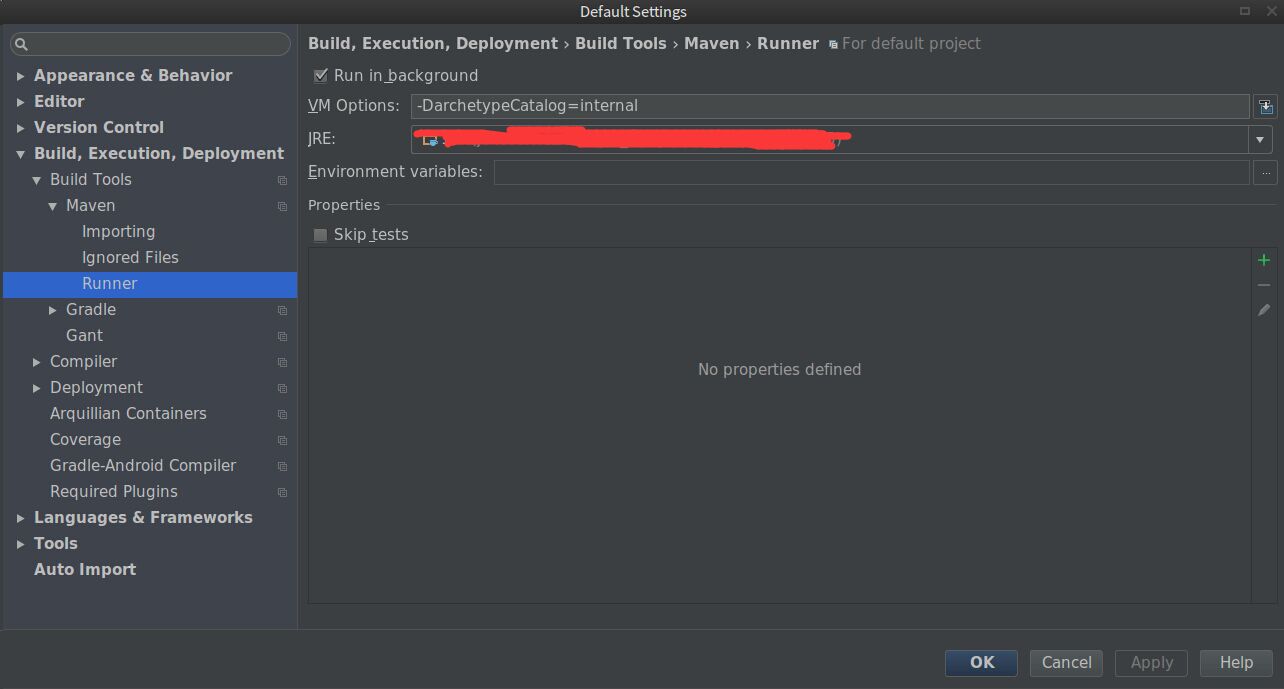 Default Settings
Build, Execution, Deployment › Build Tools › Maven › Runner For default project
Appearance & Behavior
Editor
Version Control
Build, Execution, Deployment
Build Tools
Maven
Importing
Ignored Files
Runner
Gradle
Gant
Compiler
Deployment
Arquillian Containers
Coverage
Gradle-Android Compiler
Required Plugins
Languages & Frameworks
Tools
Auto Import
Run in background
VM Options: -DarchetypeCatalog=internal
JRE:
Environment variables: ...
Properties
Skip tests
No properties defined
OK Cancel Apply Help